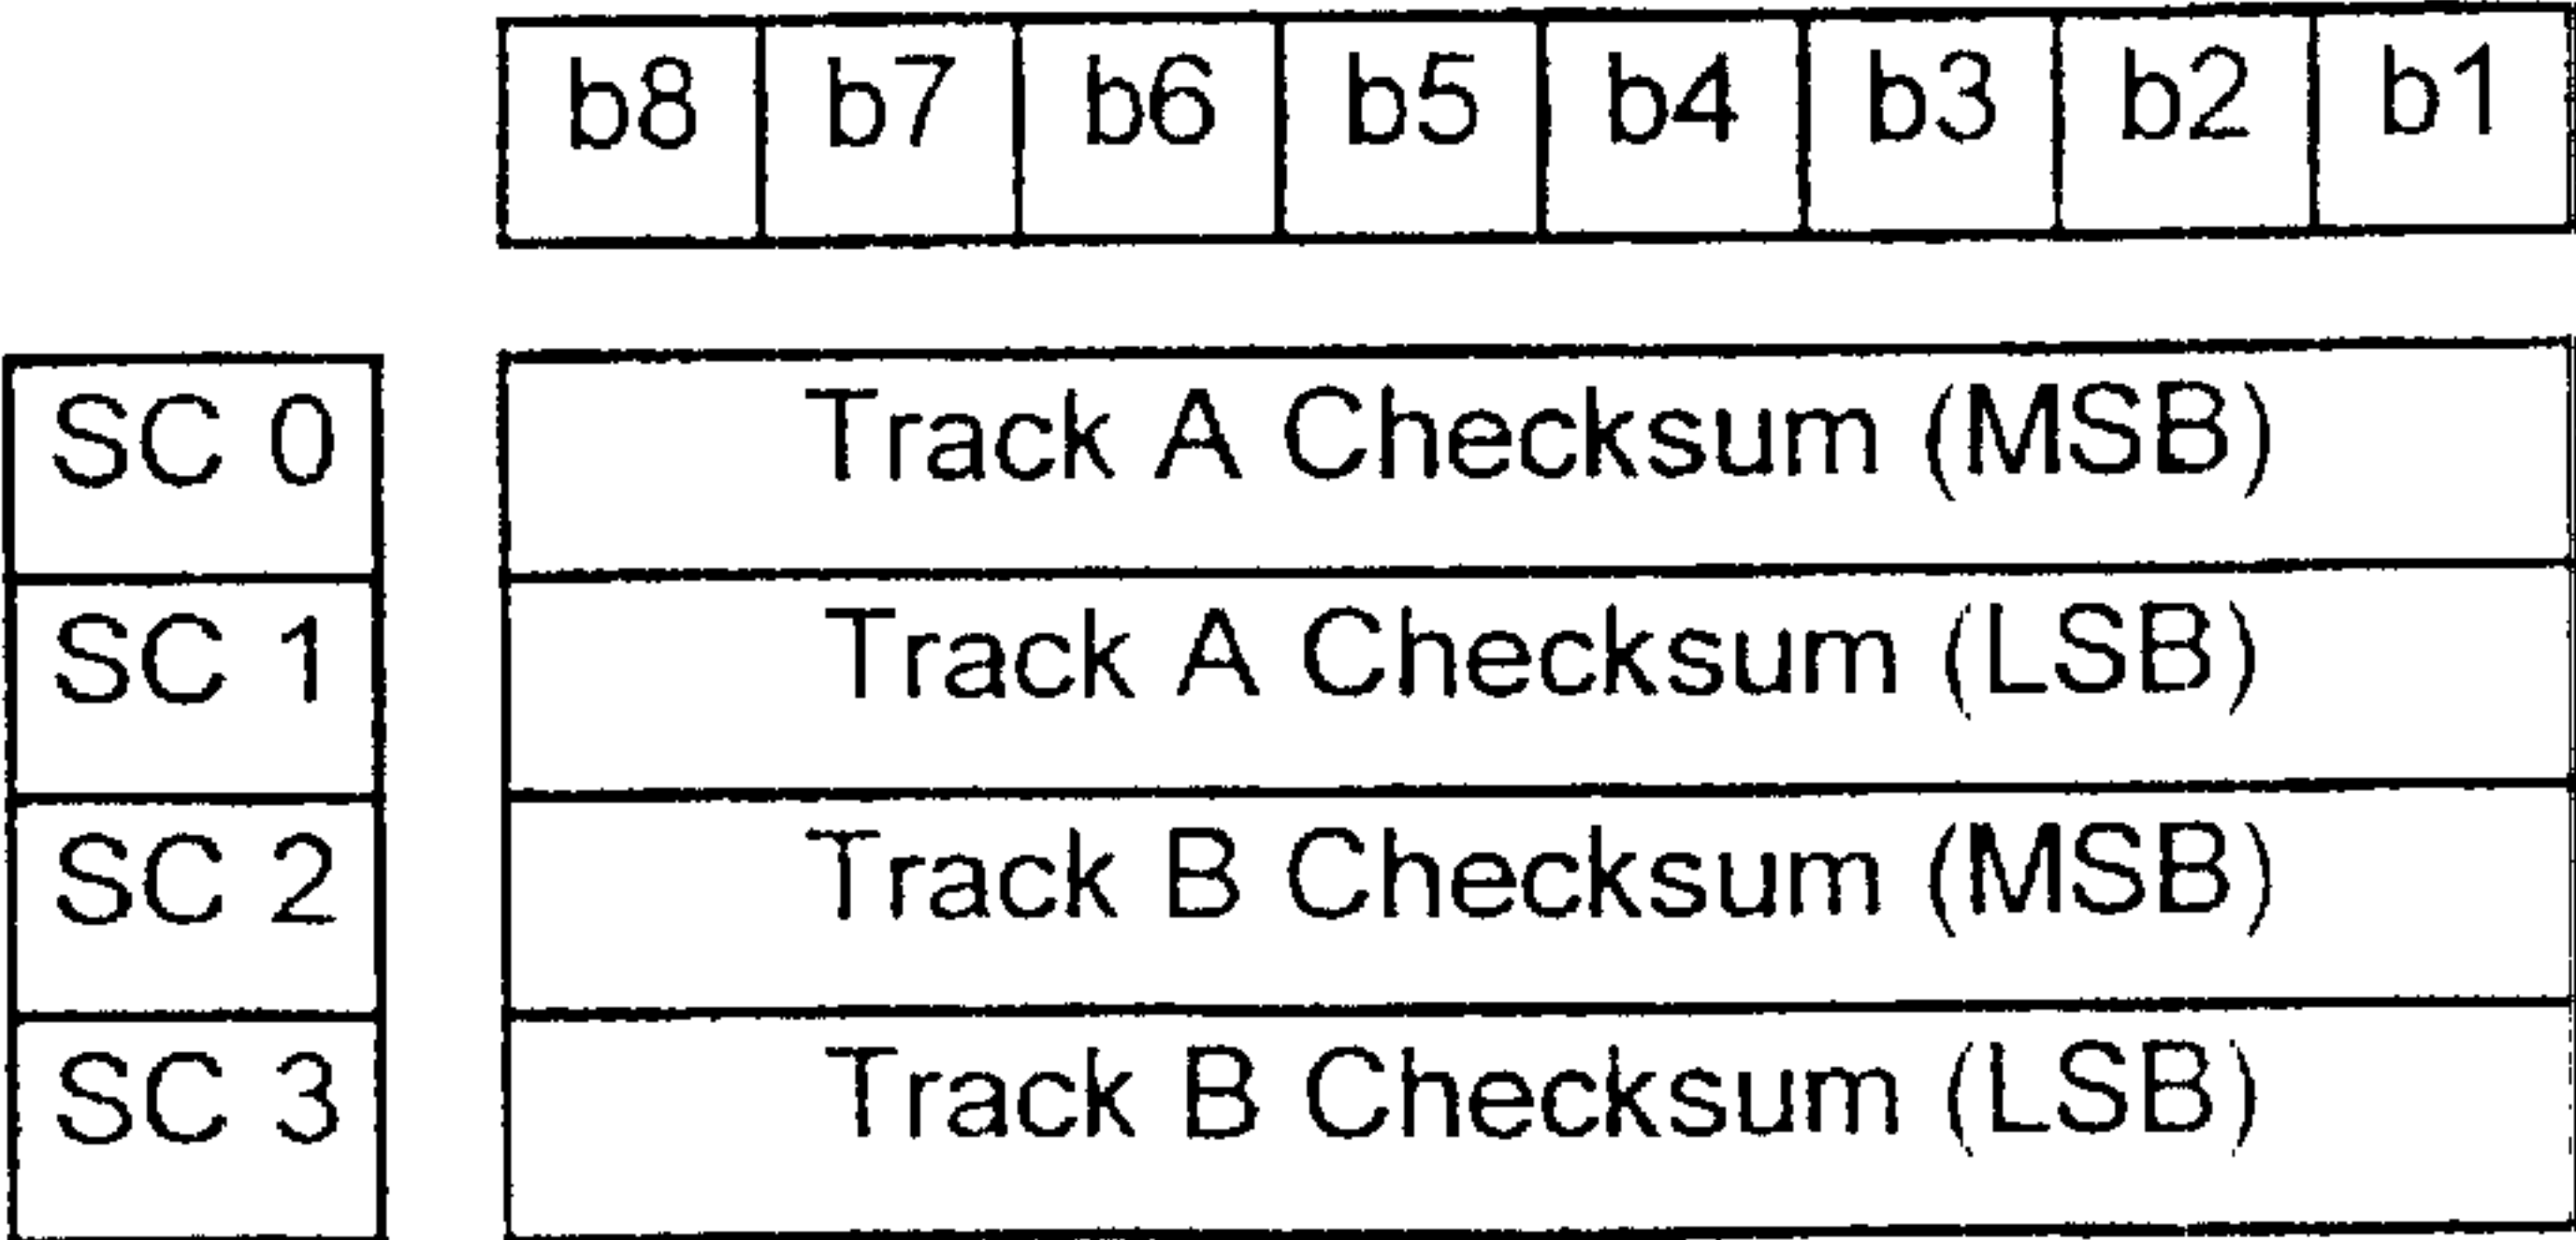 b8 b7 b6 b5 b4 b3 b2 b1
SC 0 Track A Checksum (MSB)
SC 1 Track A Checksum (LSB)
SC 2 Track B Checksum (MSB)
SC 3 Track B Checksum (LSB)